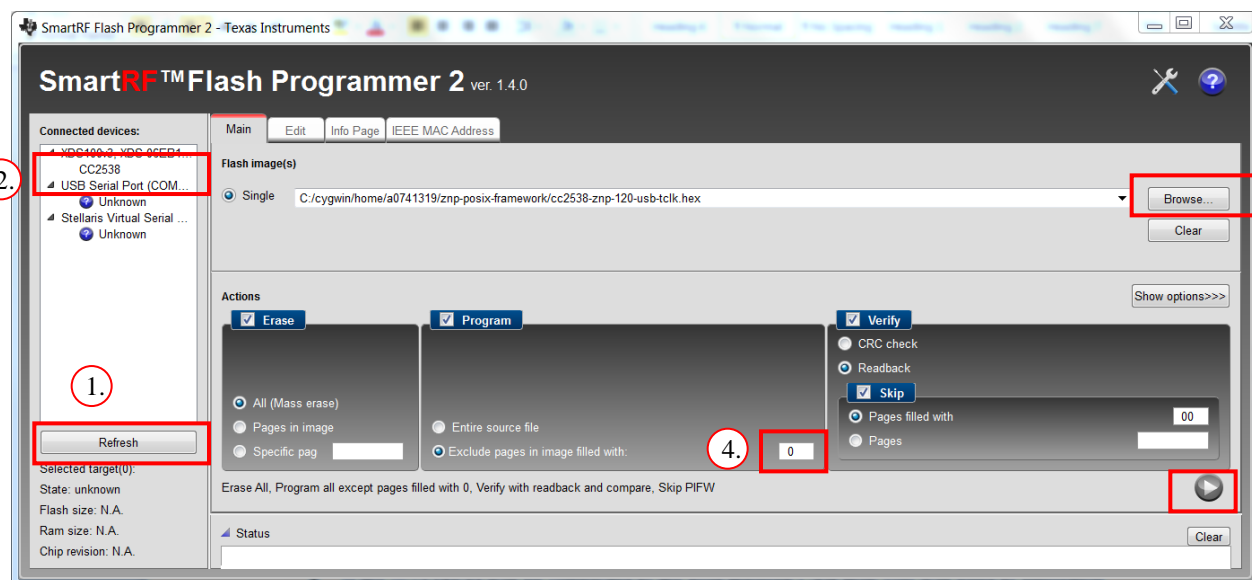 SmartRF Flash Programmer 2 - Texas Instruments
SmartRF™Flash Programmer 2 ver. 1.4.0
Connected devices:
CC2538
USB Serial Port (COM...
Unknown
Stellaris Virtual Serial ...
Unknown
2.
1.
Refresh
Selected target(0):
State: unknown
Flash size: N.A.
Ram size: N.A.
Chip revision: N.A.
Main Edit Info Page IEEE MAC Address
Flash image(s)
Single C:/cygwin/home/a0741319/znp-posix-framework/cc2538-znp-120-usb-tclk.hex Browse...
Clear
Actions Show options>>>
Erase
All (Mass erase)
Pages in image
Specific pag
Program
Entire source file
Exclude pages in image filled with: 0
4.
Verify
CRC check
Readback
Skip
Pages filled with 00
Pages
Erase All, Program all except pages filled with 0, Verify with readback and compare, Skip PIFW
Status Clear